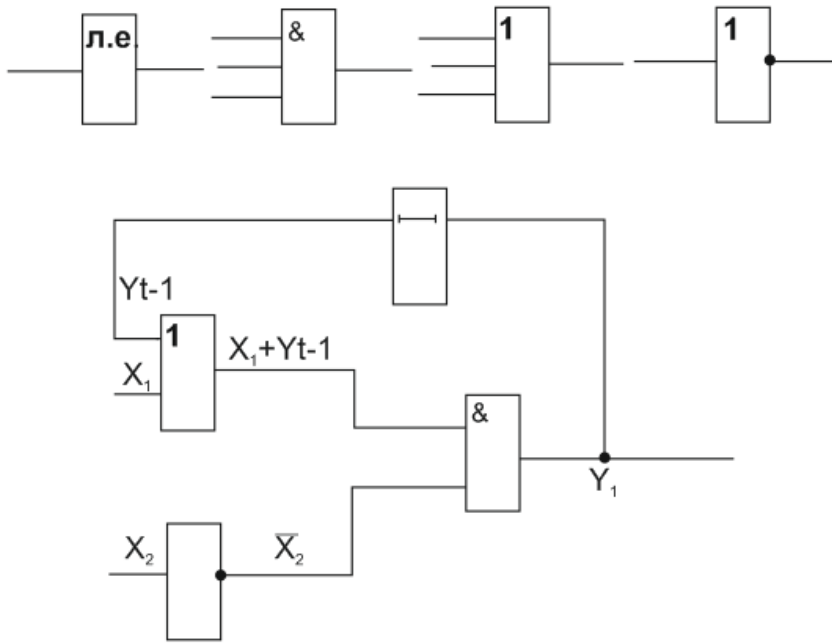 л.е.
&
1
1
Yt-1
1
X₁
X₁+Yt-1
&
Y₁
X₂
X̅₂